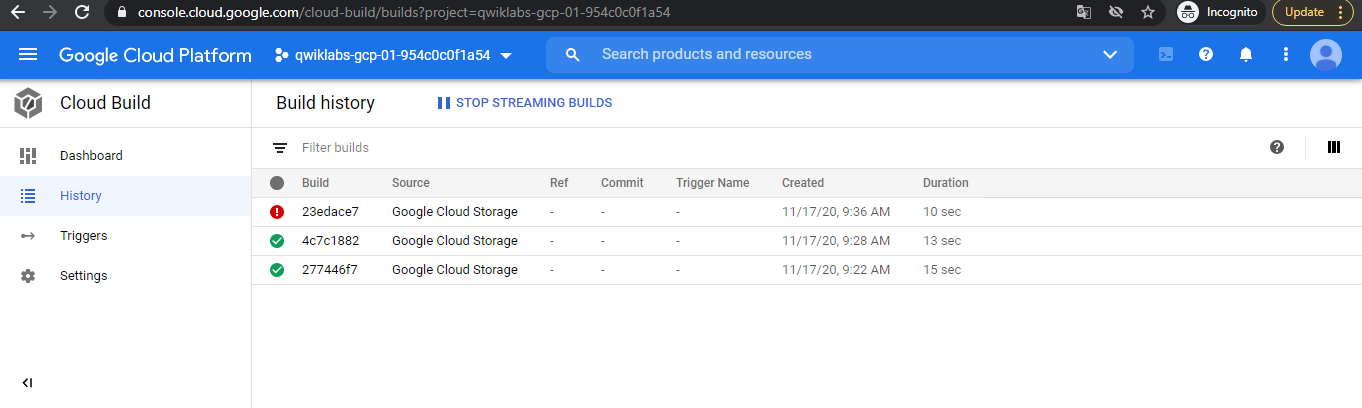 console.cloud.google.com/cloud-build/builds?project=qwiklabs-gcp-01-954c0c0f1a54 Incognito Update
Google Cloud Platform qwiklabs-gcp-01-954c0c0f1a54 Search products and resources
Cloud Build
Build history STOP STREAMING BUILDS
Dashboard
History
Triggers
Settings
Filter builds
Build Source Ref Commit Trigger Name Created Duration
23edace7 Google Cloud Storage - - - 11/17/20, 9:36 AM 10 sec
4c7c1882 Google Cloud Storage - - - 11/17/20, 9:28 AM 13 sec
277446f7 Google Cloud Storage - - - 11/17/20, 9:22 AM 15 sec